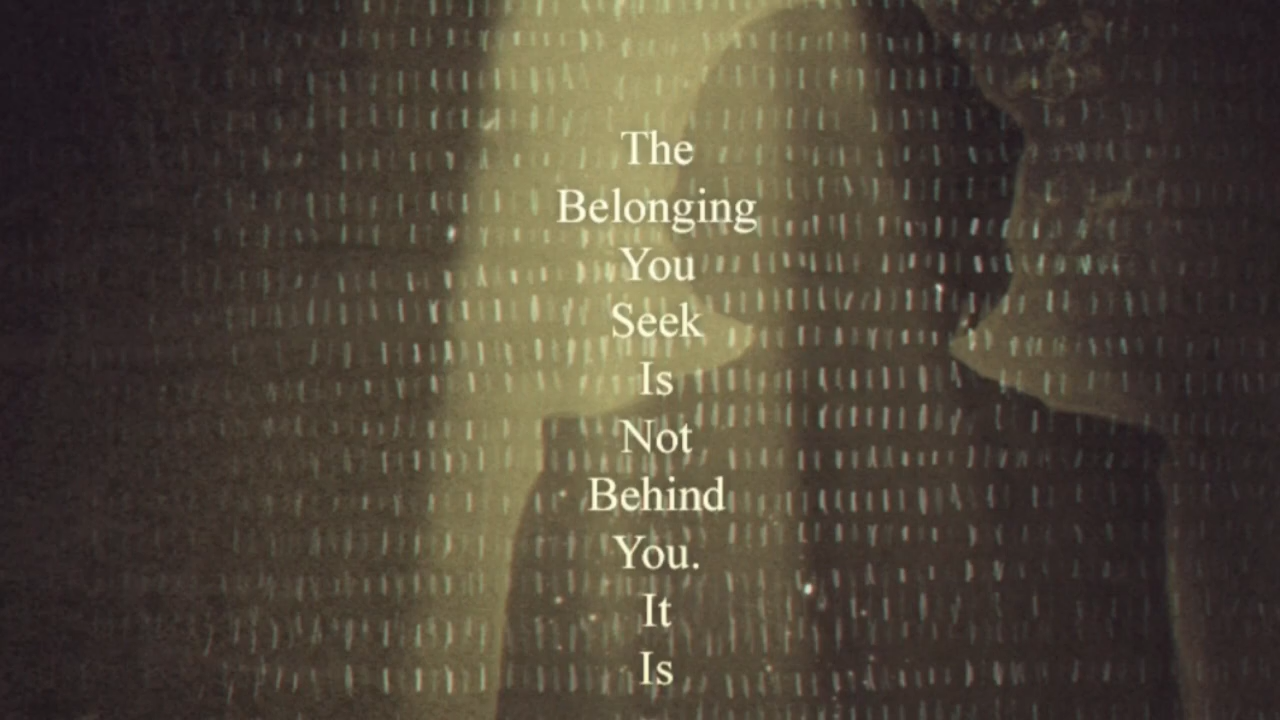 The
Belonging
You
Seek
Is
Not
Behind
You.
It
Is